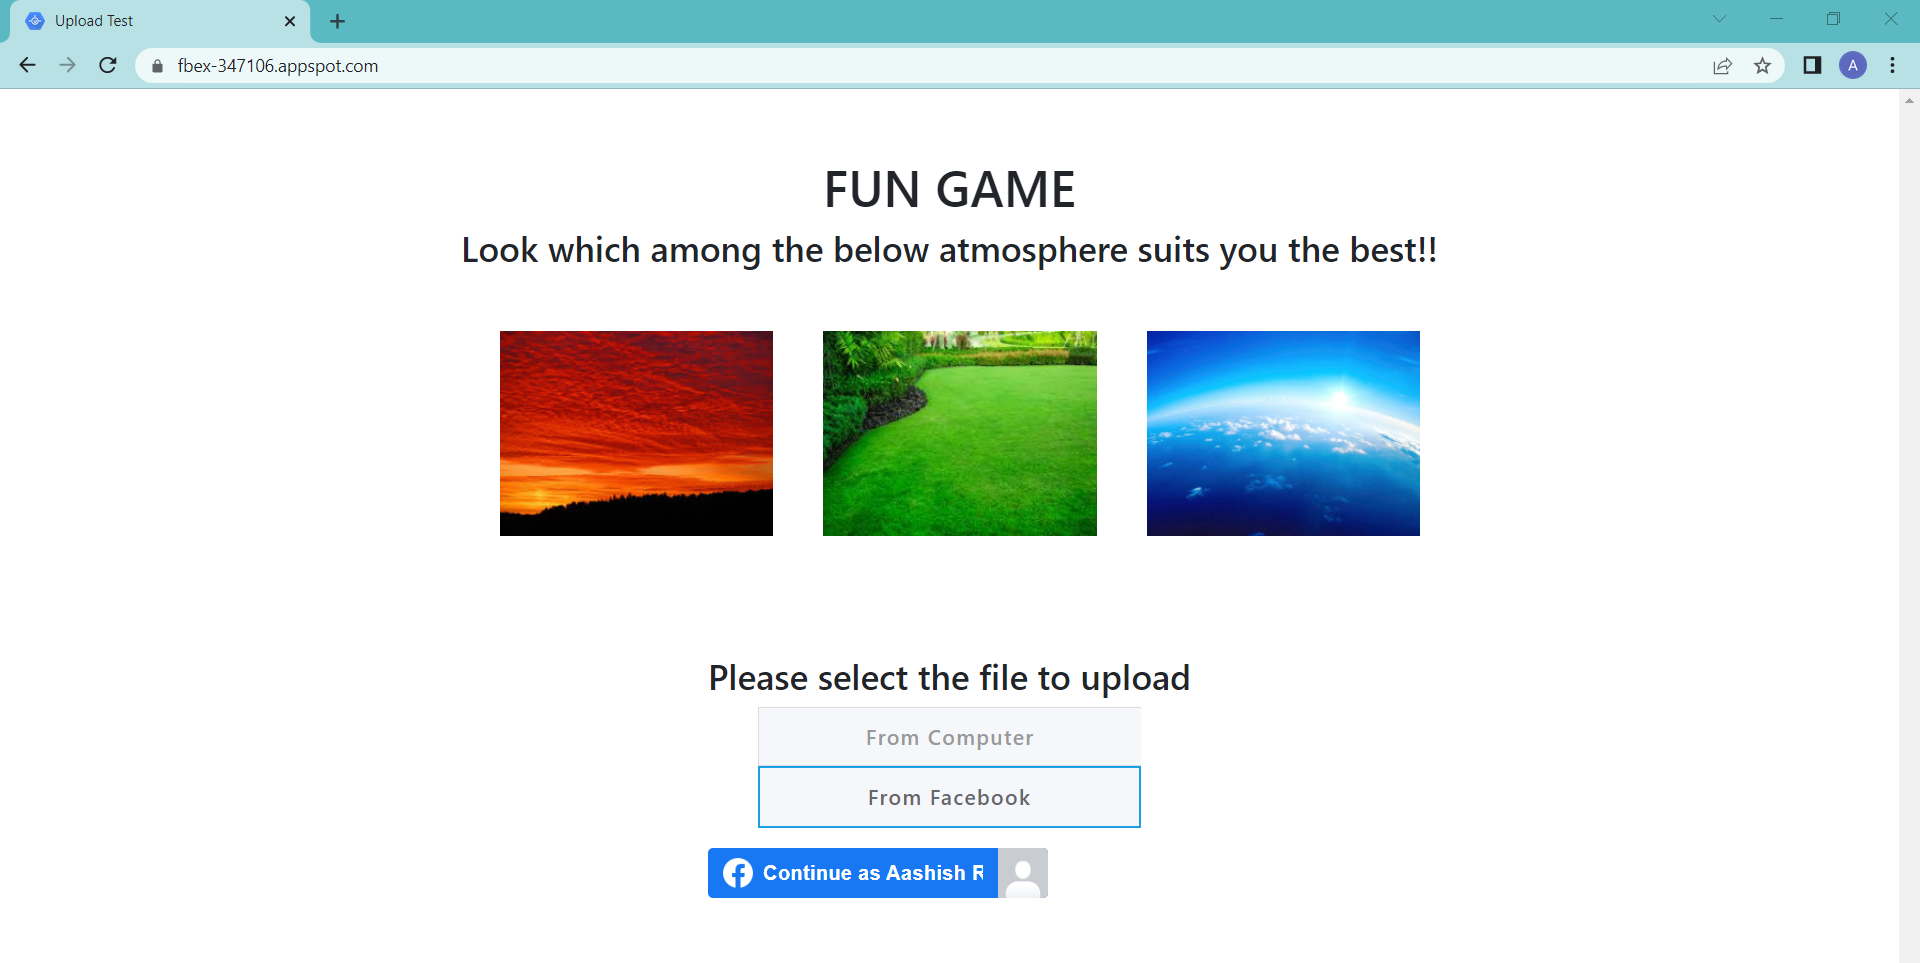 Upload Test
fbex-347106.appspot.com
A
FUN GAME
Look which among the below atmosphere suits you the best!!
Please select the file to upload
From Computer
From Facebook
Continue as Aashish R